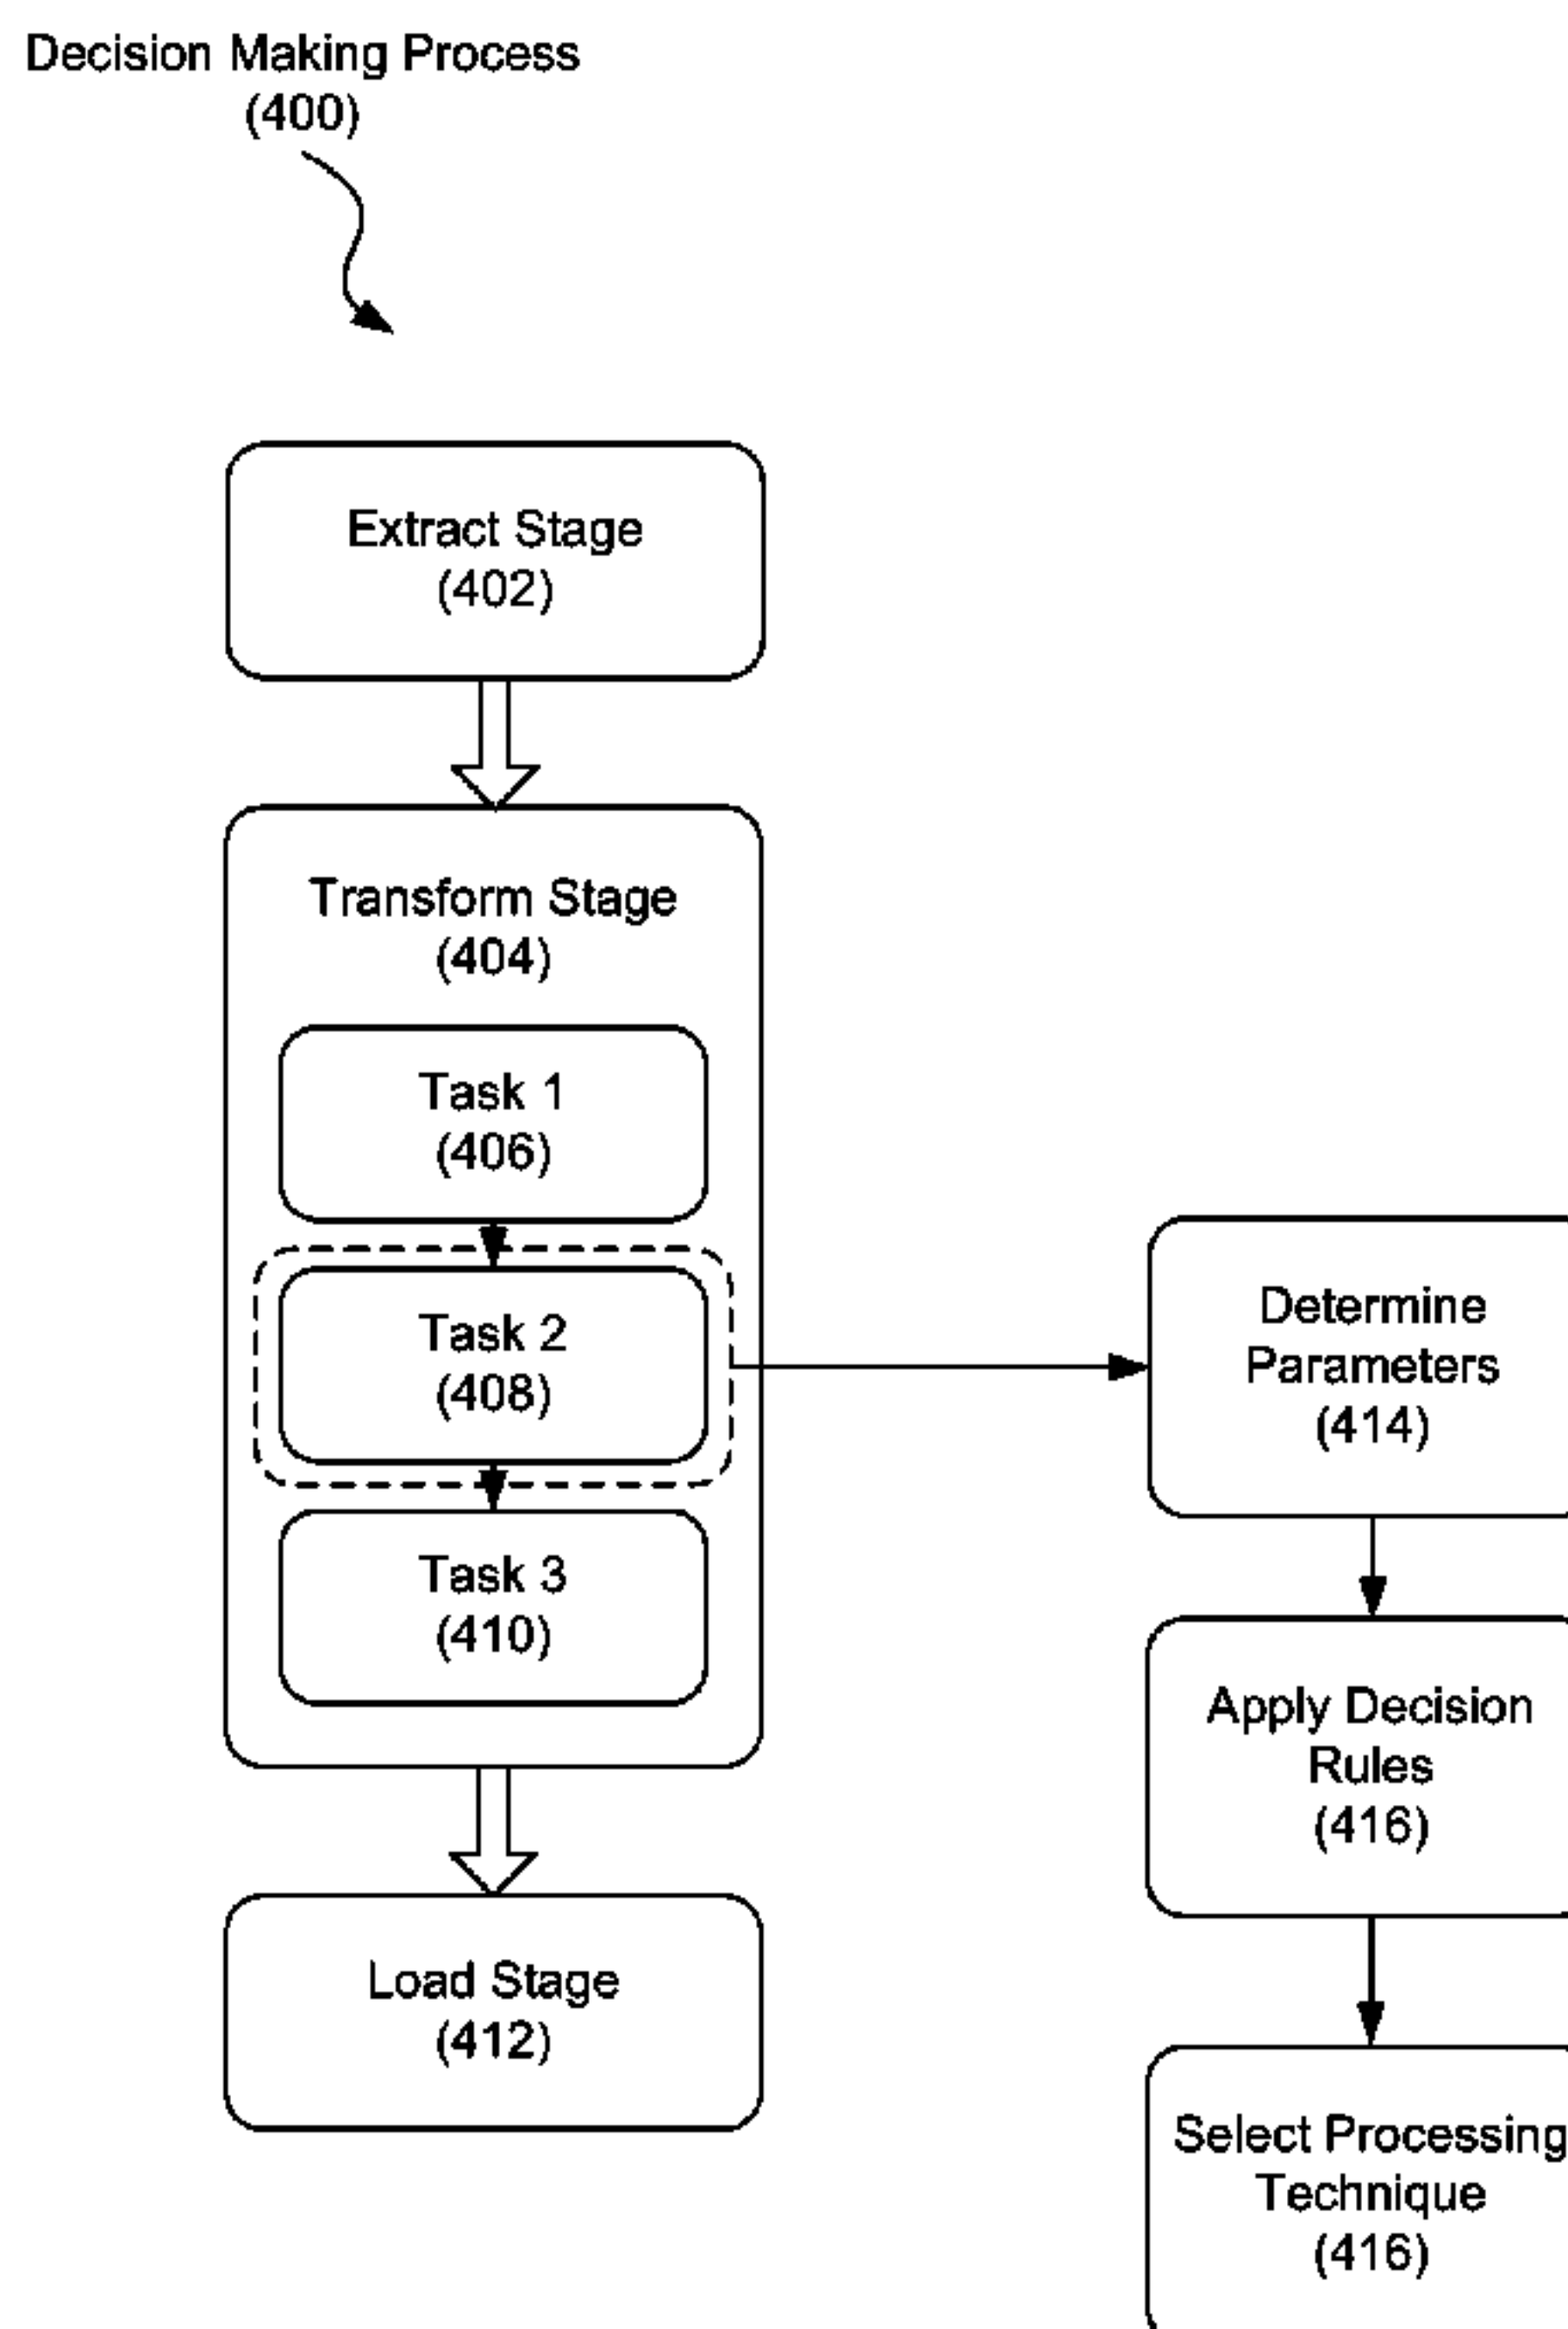 Decision Making Process
(400)
Extract Stage
(402)
Transform Stage
(404)
Task 1
(406)
Task 2
(408)
Task 3
(410)
Load Stage
(412)
Determine
Parameters
(414)
Apply Decision
Rules
(416)
Select Processing
Technique
(416)